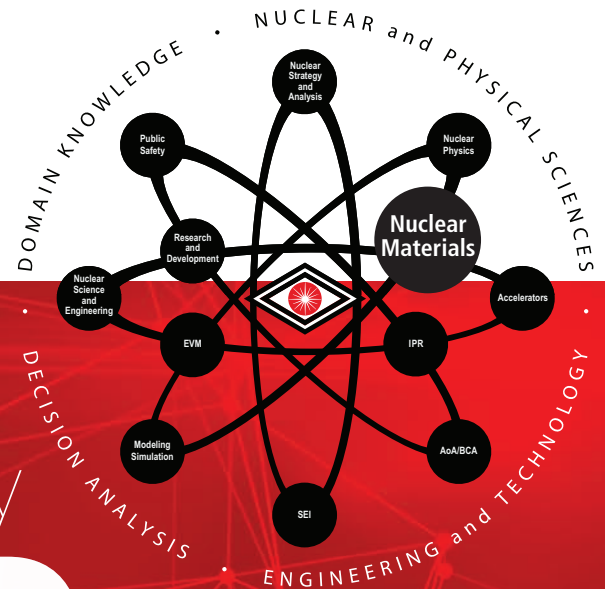 DOMAIN KNOWLEDGE • NUCLEAR and PHYSICAL SCIENCES •
Nuclear
Strategy
and
Analysis
Public
Safety
Nuclear
Physics
Nuclear
Materials
Research
and
Development
Nuclear
Science
and
Engineering
Accelerators
EVM
IPR
Modeling
Simulation
AoA/BCA
SEI
• DECISION ANALYSIS • ENGINEERING and TECHNOLOGY